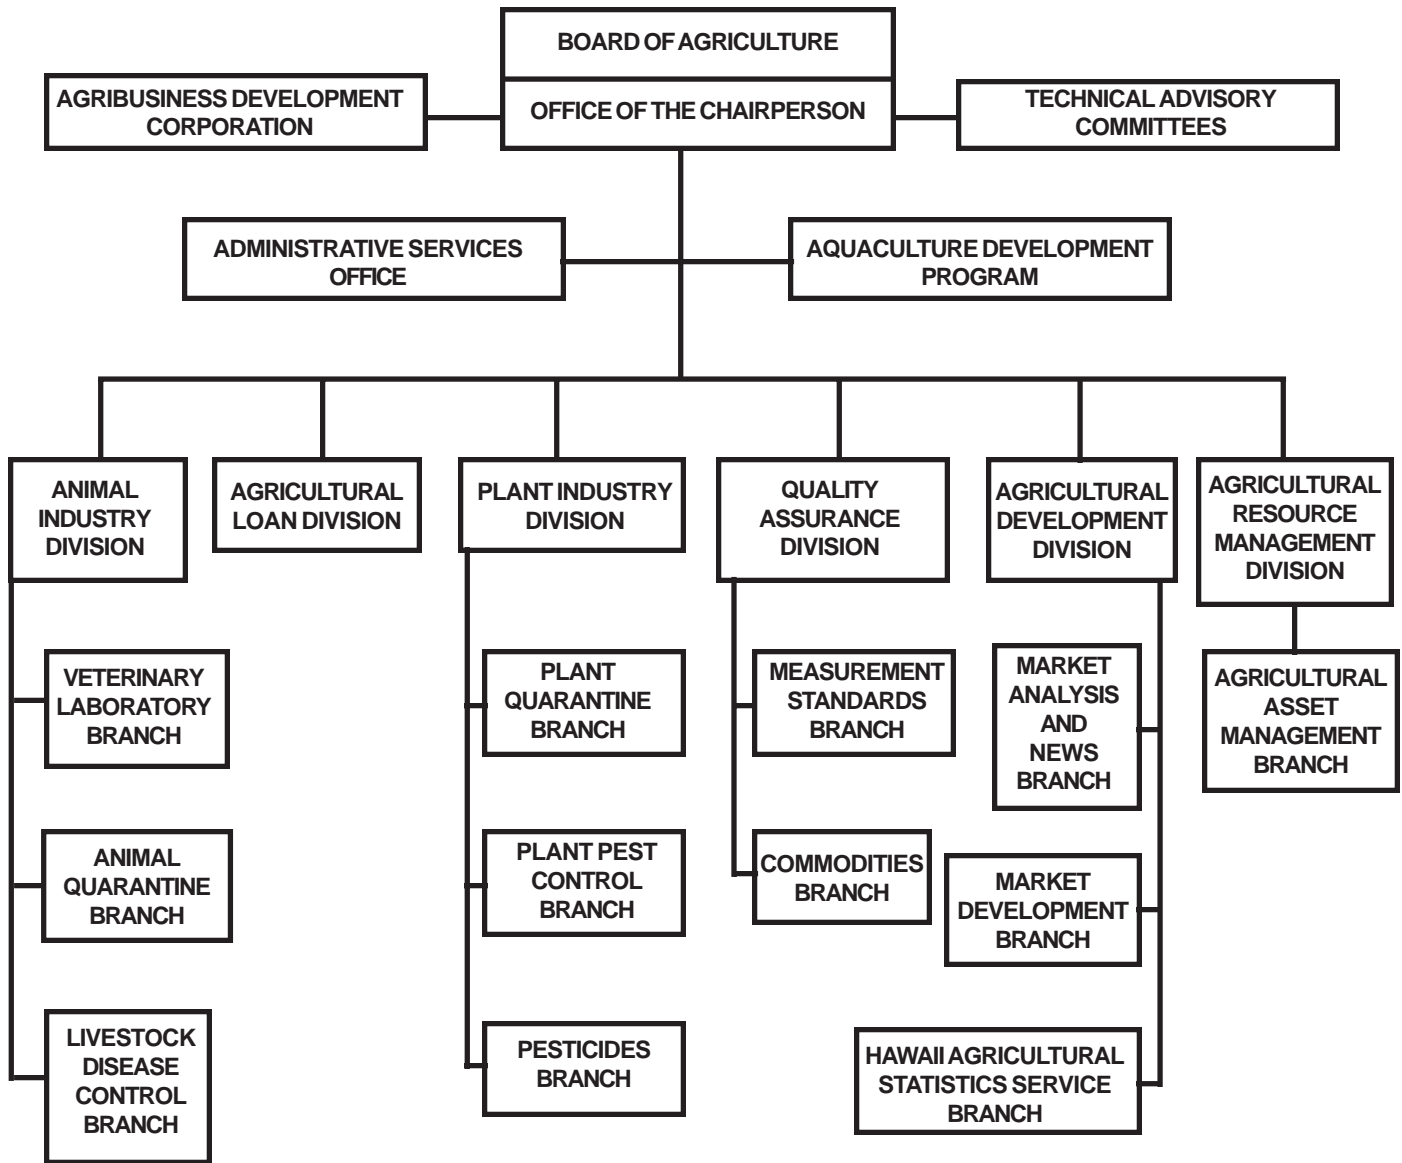 BOARD OF AGRICULTURE
OFFICE OF THE CHAIRPERSON
AGRIBUSINESS DEVELOPMENT
CORPORATION
TECHNICAL ADVISORY
COMMITTEES
ADMINISTRATIVE SERVICES
OFFICE
AQUACULTURE DEVELOPMENT
PROGRAM
ANIMAL
INDUSTRY
DIVISION
AGRICULTURAL
LOAN DIVISION
PLANT INDUSTRY
DIVISION
QUALITY
ASSURANCE
DIVISION
AGRICULTURAL
DEVELOPMENT
DIVISION
AGRICULTURAL
RESOURCE
MANAGEMENT
DIVISION
VETERINARY
LABORATORY
BRANCH
PLANT
QUARANTINE
BRANCH
MEASUREMENT
STANDARDS
BRANCH
MARKET
ANALYSIS
AND
NEWS
BRANCH
AGRICULTURAL
ASSET
MANAGEMENT
BRANCH
ANIMAL
QUARANTINE
BRANCH
PLANT PEST
CONTROL
BRANCH
COMMODITIES
BRANCH
MARKET
DEVELOPMENT
BRANCH
LIVESTOCK
DISEASE
CONTROL
BRANCH
PESTICIDES
BRANCH
HAWAII AGRICULTURAL
STATISTICS SERVICE
BRANCH